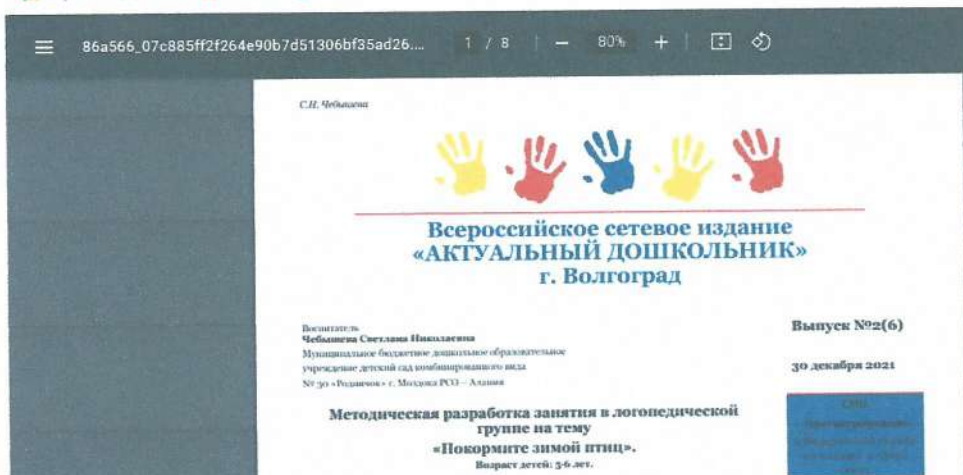 86a566_07c885ff2f264e90b7d51306bf35ad26....
1 / 8
80%
С.Н. Чебышева
Всероссийское сетевое издание
«АКТУАЛЬНЫЙ ДОШКОЛЬНИК»
г. Волгоград
Воспитатель
Чебышева Светлана Николаевна
Муниципальное бюджетное дошкольное образовательное
учреждение детский сад комбинированного вида
№ 30 «Родничок» г. Моздока РСО – Алания
Выпуск №2(6)
30 декабря 2021
Методическая разработка занятия в логопедической
группе на тему
«Покормите зимой птиц».
Возраст детей: 5-6 лет.
СМИ